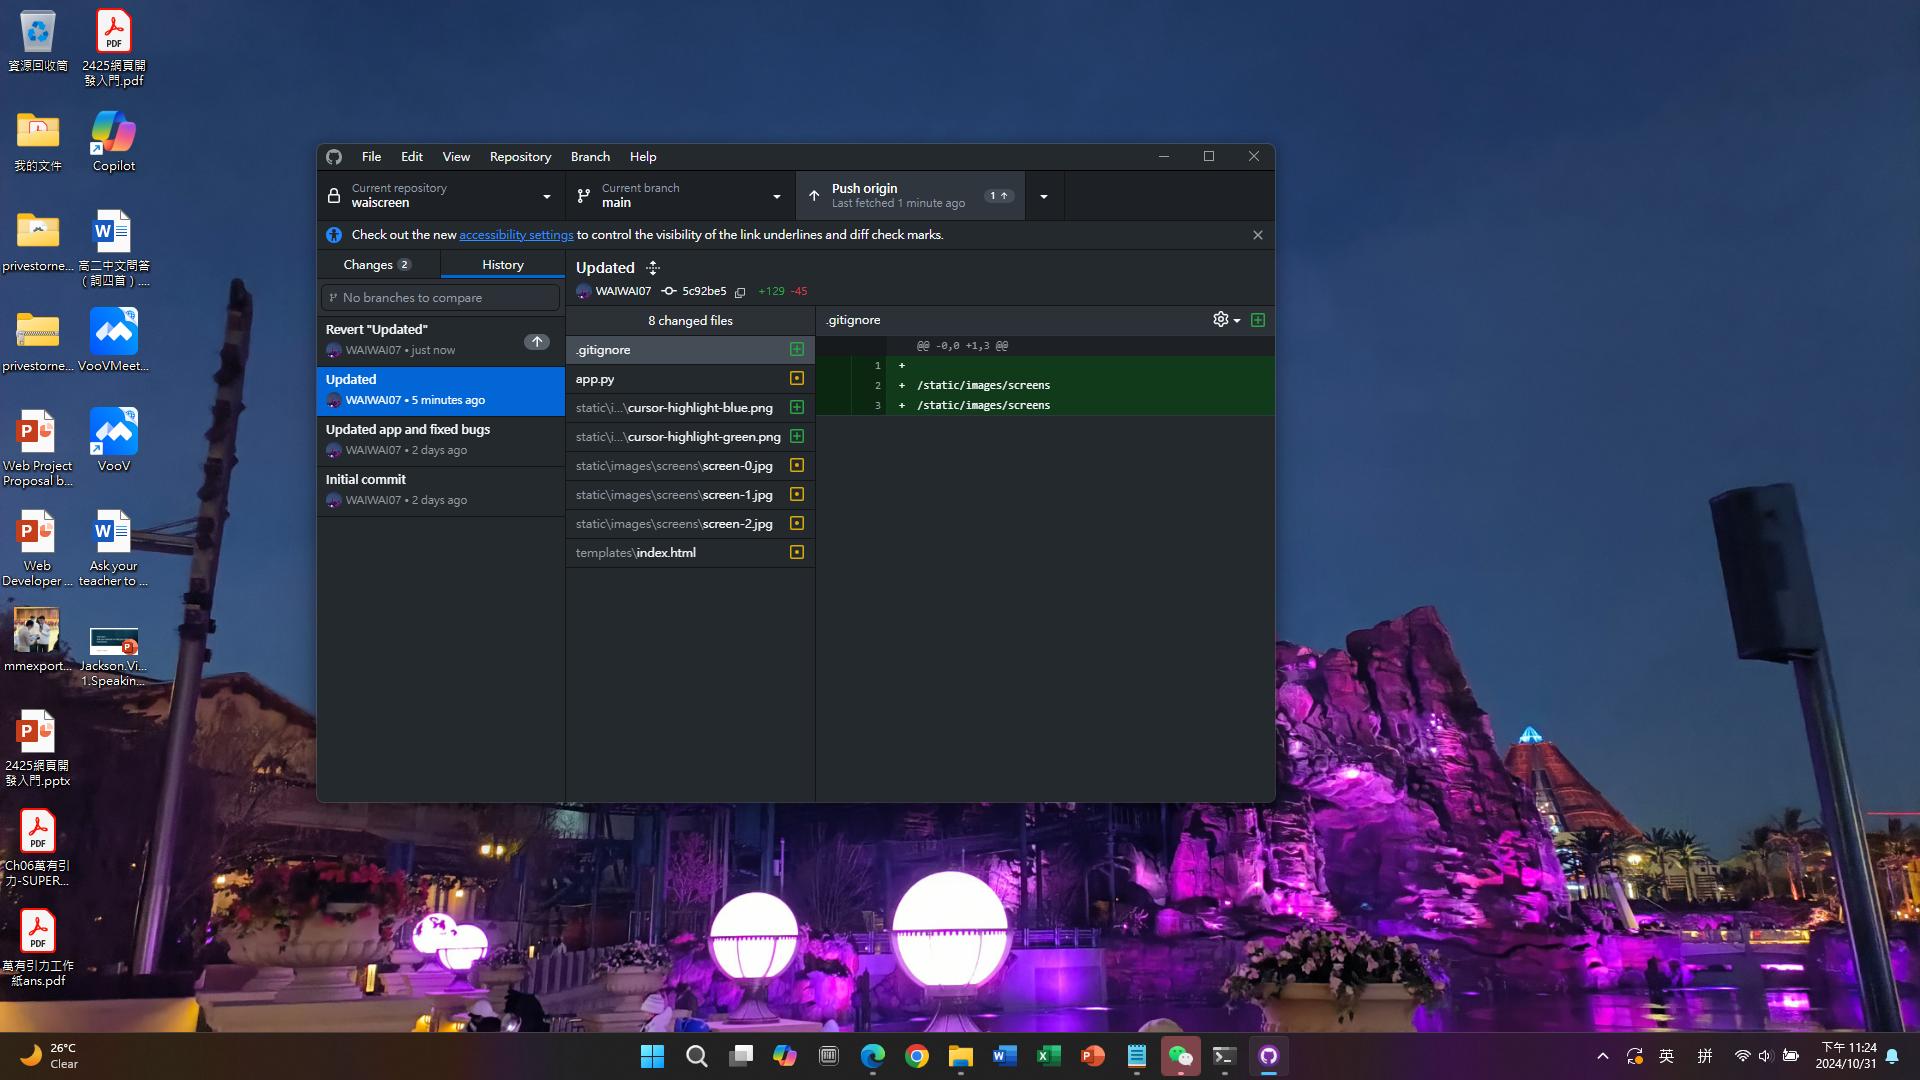 資源回收筒
2425網頁開
發入門.pdf
我的文件
Copilot
privestorne...
高二中文問答
（詞四首）....
privestorne...
VooVMeet...
Web Project
Proposal b...
VooV
Web
Developer ...
Ask your
teacher to ...
mmexport...
Jackson.Vi...
1.Speakin...
2425網頁開
發入門.pptx
Ch06萬有引
力-SUPER...
萬有引力工作
紙ans.pdf
File Edit View Repository Branch Help
Current repository
waiscreen
Current branch
main
Push origin
Last fetched 1 minute ago
1
Check out the new accessibility settings to control the visibility of the link underlines and diff check marks.
Changes 2
History
No branches to compare
Revert "Updated"
WAIWAI07 • just now
Updated
WAIWAI07 • 5 minutes ago
Updated app and fixed bugs
WAIWAI07 • 2 days ago
Initial commit
WAIWAI07 • 2 days ago
Updated
WAIWAI07 5c92be5 +129 -45
8 changed files
.gitignore
app.py
static\i...\cursor-highlight-blue.png
static\i...\cursor-highlight-green.png
static\images\screens\screen-0.jpg
static\images\screens\screen-1.jpg
static\images\screens\screen-2.jpg
templates\index.html
.gitignore
@@ -0,0 +1,3 @@
1 +
2 + /static/images/screens
3 + /static/images/screens
26°C
Clear
英
拼
下午 11:24
2024/10/31